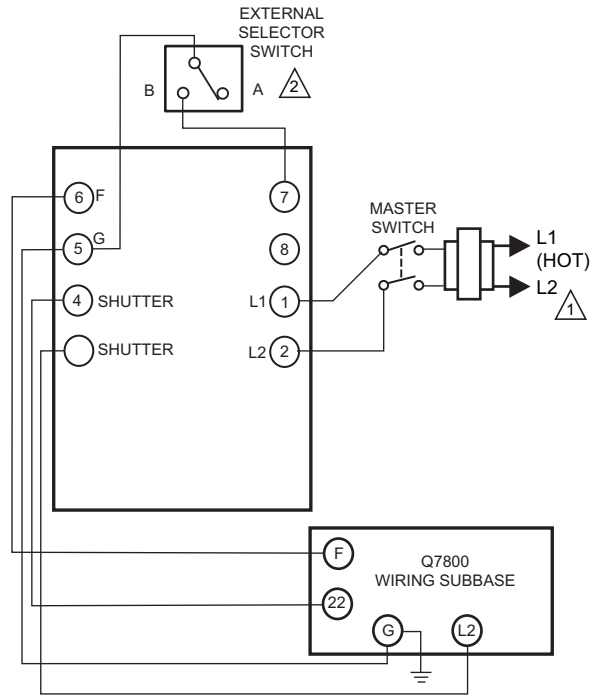 EXTERNAL
SELECTOR
SWITCH
B
A
2
6
F
7
5
G
8
MASTER
SWITCH
L1
(HOT)
L2
1
4
SHUTTER
L1
1
SHUTTER
L2
2
F
Q7800
WIRING SUBBASE
22
G
L2